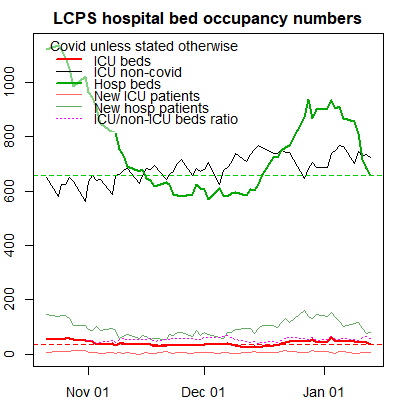 LCPS hospital bed occupancy numbers
Covid unless stated otherwise
ICU beds
ICU non-covid
Hosp beds
New ICU patients
New hosp patients
ICU/non-ICU beds ratio
1000
800
600
400
200
0
Nov 01 Dec 01 Jan 01